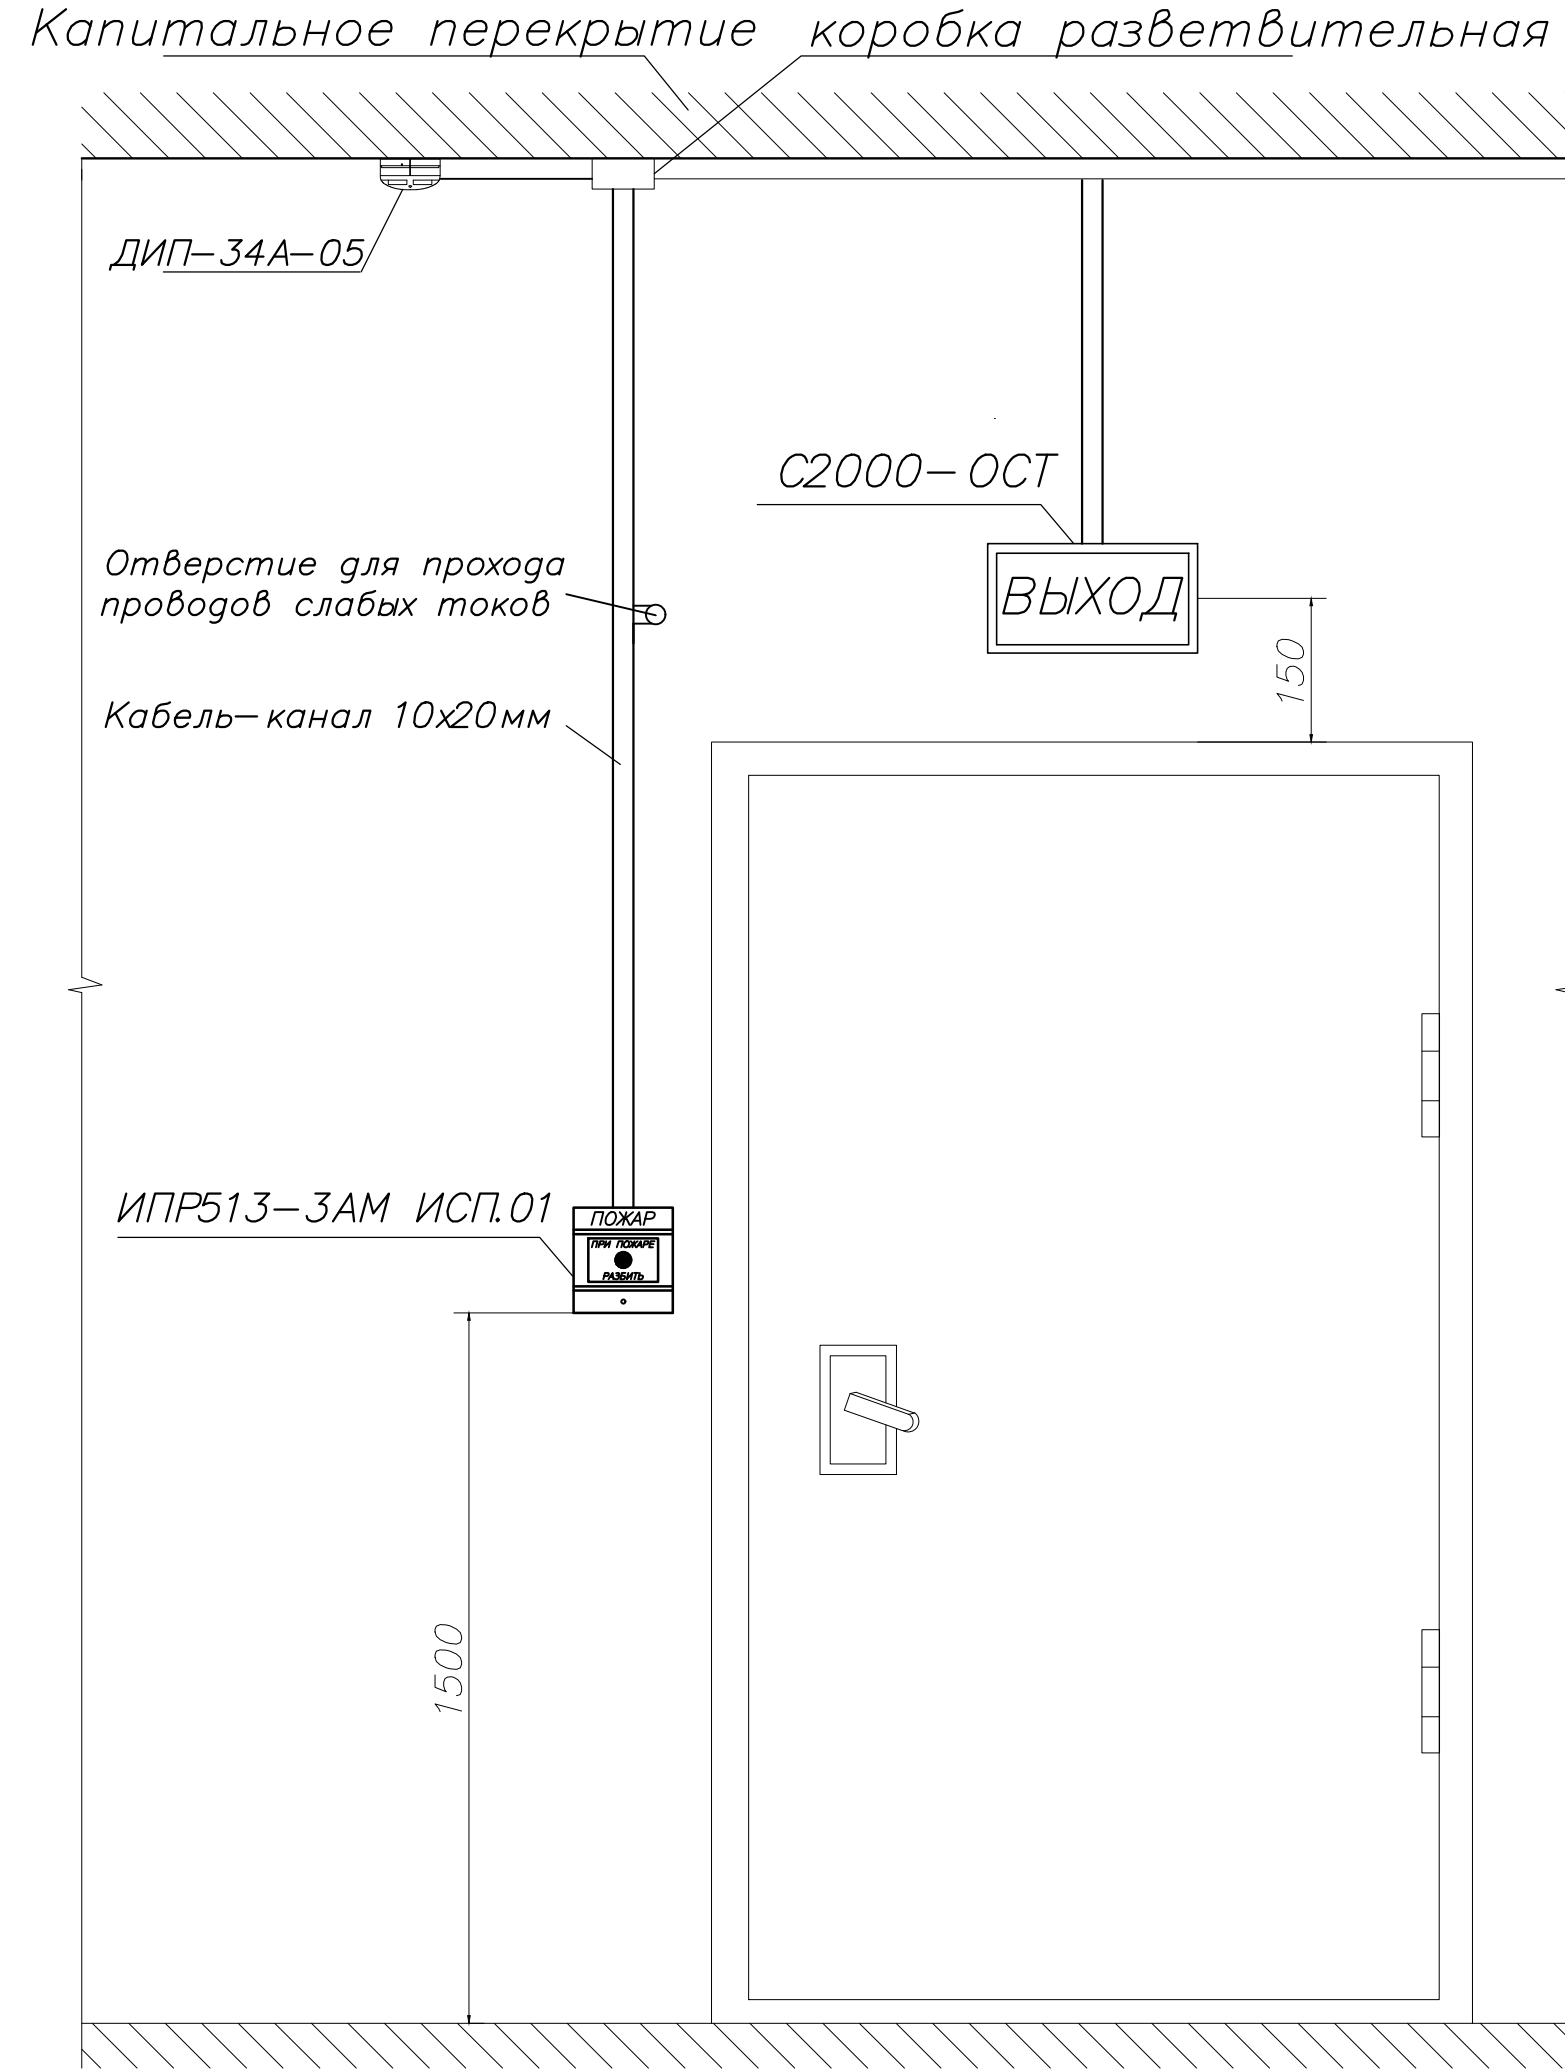 Капитальное перекрытие
коробка разветвительная
ДИП-34А-05
С2000-ОСТ
Отверстие для прохода
проводов слабых токов
ВЫХОД
150
Кабель-канал 10х20мм
ИПР513-3АМ ИСП.01
ПОЖАР
ПРИ ПОЖАРЕ
РАЗБИТЬ
1500